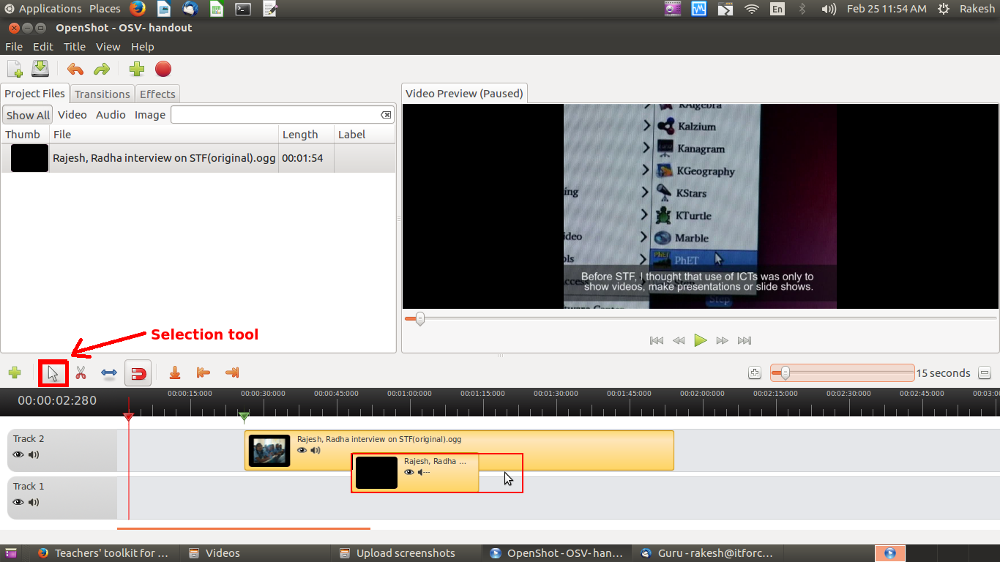 Applications Places En Feb 25 11:54 AM Rakesh
OpenShot - OSV- handout
File Edit Title View Help
Project Files Transitions Effects
Video Preview (Paused)
Show All Video Audio Image
Thumb File Length Label
Rajesh, Radha interview on STF(original).ogg 00:01:54
KAlgebra
Kalzium
Kanagram
KGeography
ing
KStars
KTurtle
ideo
Marble
ols
PhET
Before STF, I thought that use of ICTs was only to
show videos, make presentations or slide shows.
Step
Selection tool
15 seconds
00:00:02:280
00:00:15:000 00:00:30:000 00:00:45:000 00:01:00:000 00:01:15:000 00:01:30:000 00:01:45:000 00:02:00:000 00:02:15:000 00:02:30:000 00:02:45:000 00:03:0
Track 2
Rajesh, Radha interview on STF(original).ogg
Rajesh, Radha ...
Track 1
Teachers' toolkit for ... Videos Upload screenshots OpenShot - OSV- han... Guru - rakesh@itforc...